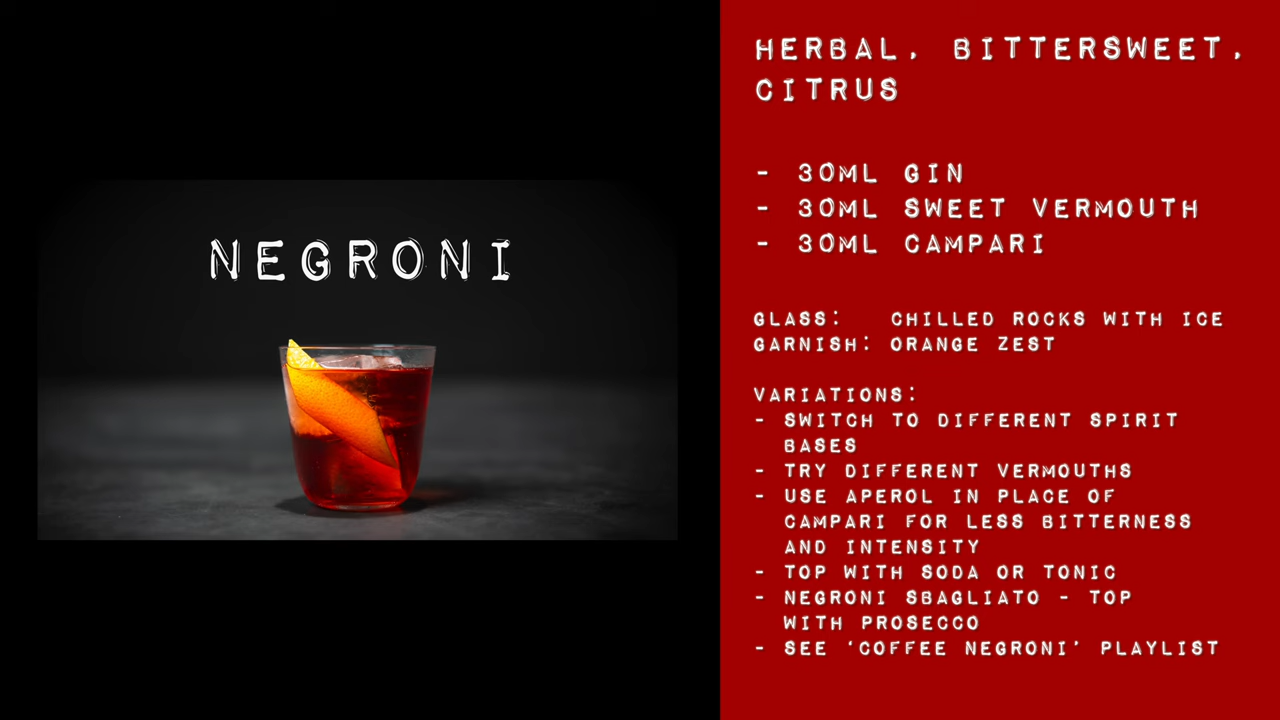 NEGRONI
HERBAL, BITTERSWEET,
CITRUS
- 30ML GIN
- 30ML SWEET VERMOUTH
- 30ML CAMPARI
GLASS: CHILLED ROCKS WITH ICE
GARNISH: ORANGE ZEST
VARIATIONS:
- SWITCH TO DIFFERENT SPIRIT
BASES
- TRY DIFFERENT VERMOUTHS
- USE APEROL IN PLACE OF
CAMPARI FOR LESS BITTERNESS
AND INTENSITY
- TOP WITH SODA OR TONIC
- NEGRONI SBAGLIATO - TOP
WITH PROSECCO
- SEE 'COFFEE NEGRONI' PLAYLIST